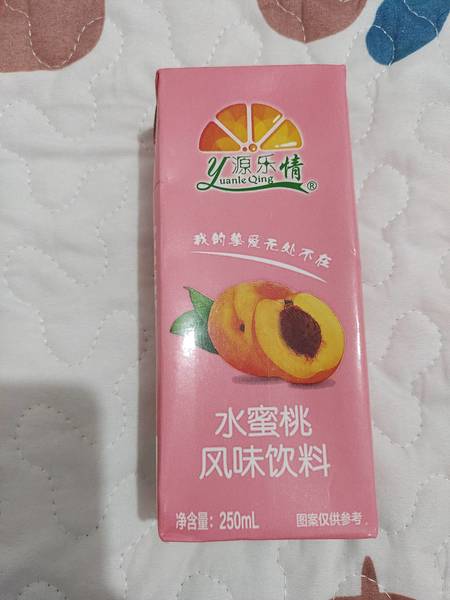 源乐情
Yuanle Qing ®
我的挚爱无处不在
水蜜桃
风味饮料
净含量：250mL
图案仅供参考